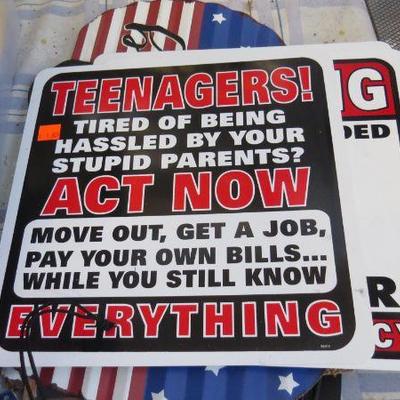 TEENAGERS!
TIRED OF BEING
HASSLED BY YOUR
STUPID PARENTS?
ACT NOW
MOVE OUT, GET A JOB,
PAY YOUR OWN BILLS...
WHILE YOU STILL KNOW
EVERYTHING
G
DED
R